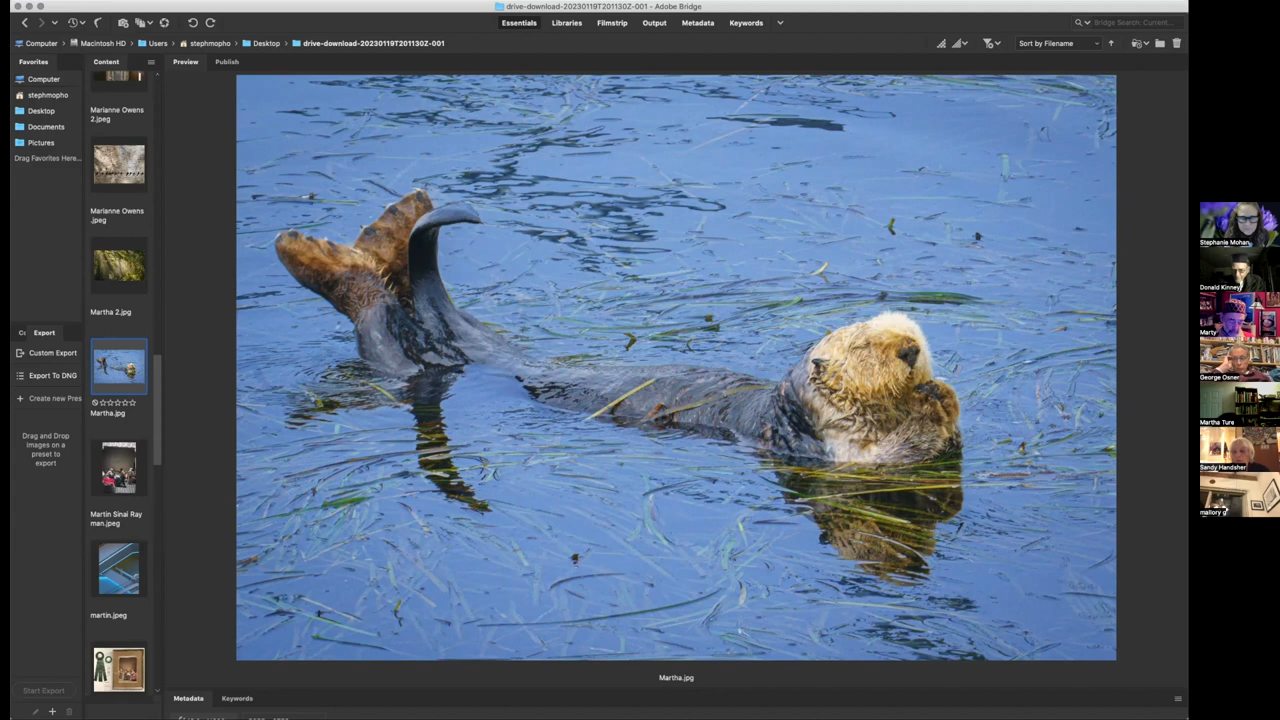 drive-download-20230119T201130Z-001 - Adobe Bridge
Essentials
Libraries
Filmstrip
Output
Metadata
Keywords
Bridge Search: Current...
Computer
Macintosh HD
Users
stephmopho
Desktop
drive-download-20230119T201130Z-001
Sort by Filename
Favorites
Computer
stephmopho
Desktop
Documents
Pictures
Drag Favorites Here...
Export
Custom Export
Export To DNG
Create new Pres
Drag and Drop
images on a
preset to
export
Start Export
Content
Marianne Owens
2.jpeg
Marianne Owens
.jpeg
Martha 2.jpg
Martha.jpg
Martin Sinai Ray
man.jpeg
martin.jpeg
Preview
Publish
Martha.jpg
Metadata
Keywords
Stephanie Mohan
Donald Kinney
Marty
George Osner
Martha Ture
Sandy Handsher
mallory g